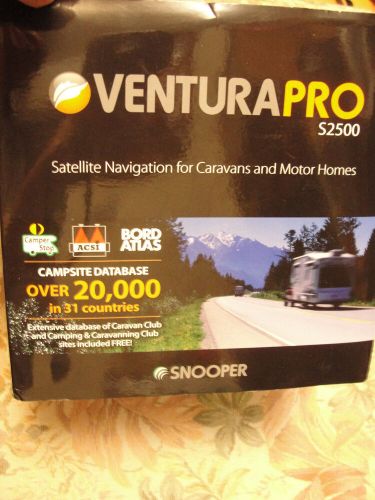 VENTURAPRO
S2500
Satellite Navigation for Caravans and Motor Homes
Camper
Stop
ACSI
BORD
ATLAS
CAMPSITE DATABASE
OVER 20,000
in 31 countries
Extensive database of Caravan Club
and Camping & Caravanning Club
sites included FREE!
SNOOPER